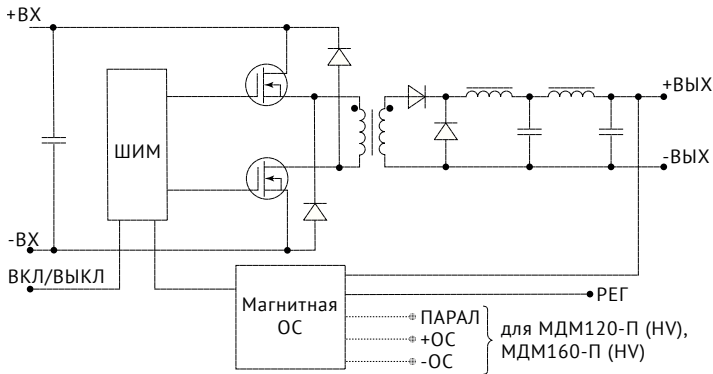 +ВХ
ШИМ
-ВХ
ВКЛ/ВЫКЛ
+ВЫХ
-ВЫХ
Магнитная
ОС
РЕГ
ПАРАЛ
+ОС
-ОС
для МДМ120-П (HV),
МДМ160-П (HV)